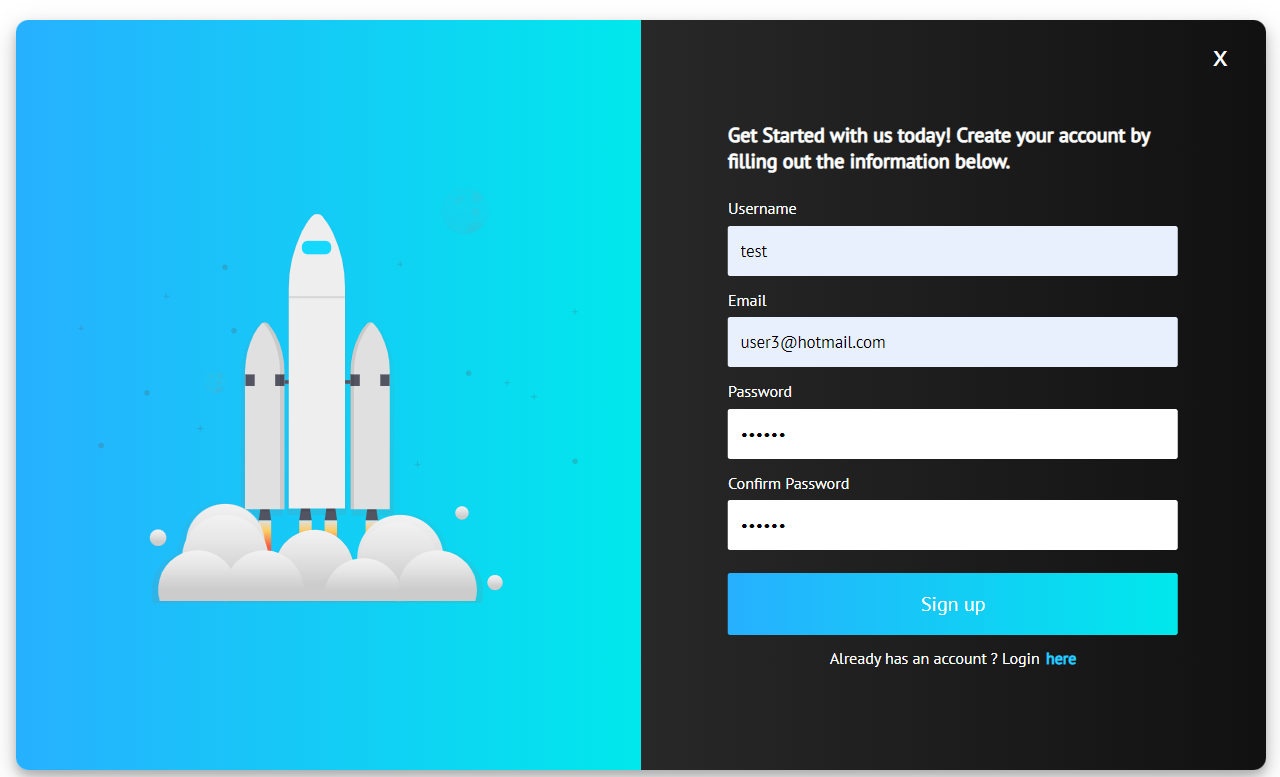 X
Get Started with us today! Create your account by
filling out the information below.
Username
test
Email
user3@hotmail.com
Password
••••••
Confirm Password
••••••
Sign up
Already has an account ? Login here